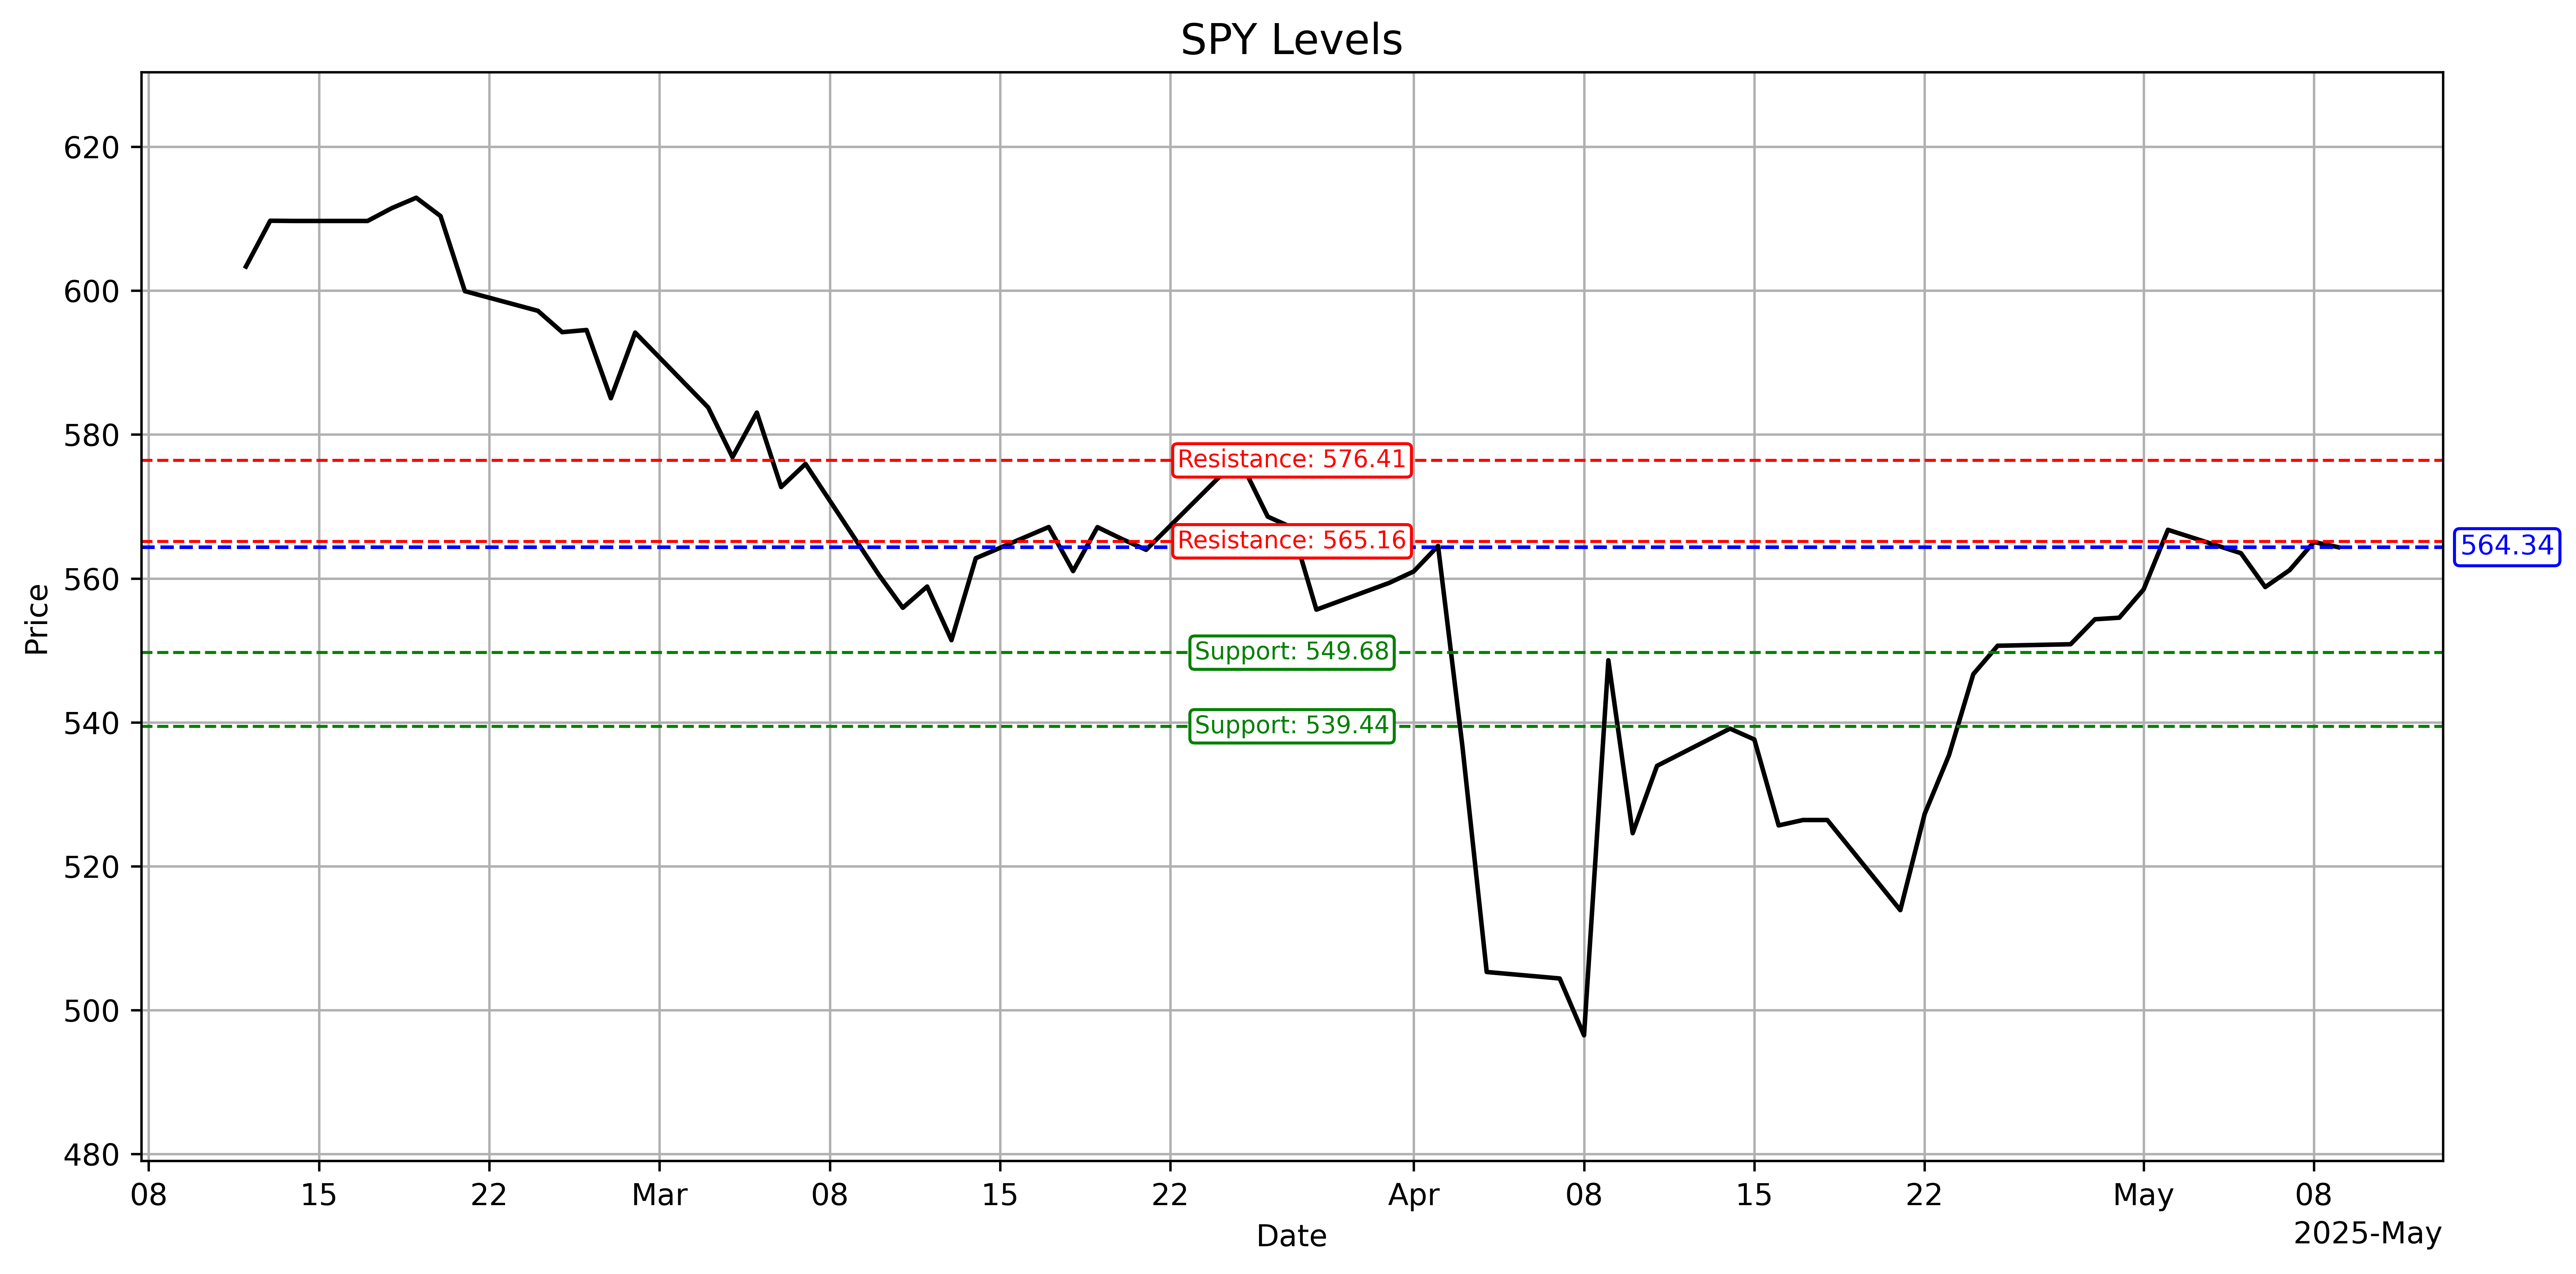 SPY Levels
Price
620
600
580
560
540
520
500
480
Resistance: 576.41
Resistance: 565.16
564.34
Support: 549.68
Support: 539.44
08 15 22 Mar 08 15 22 Apr 08 15 22 May 08
Date
2025-May